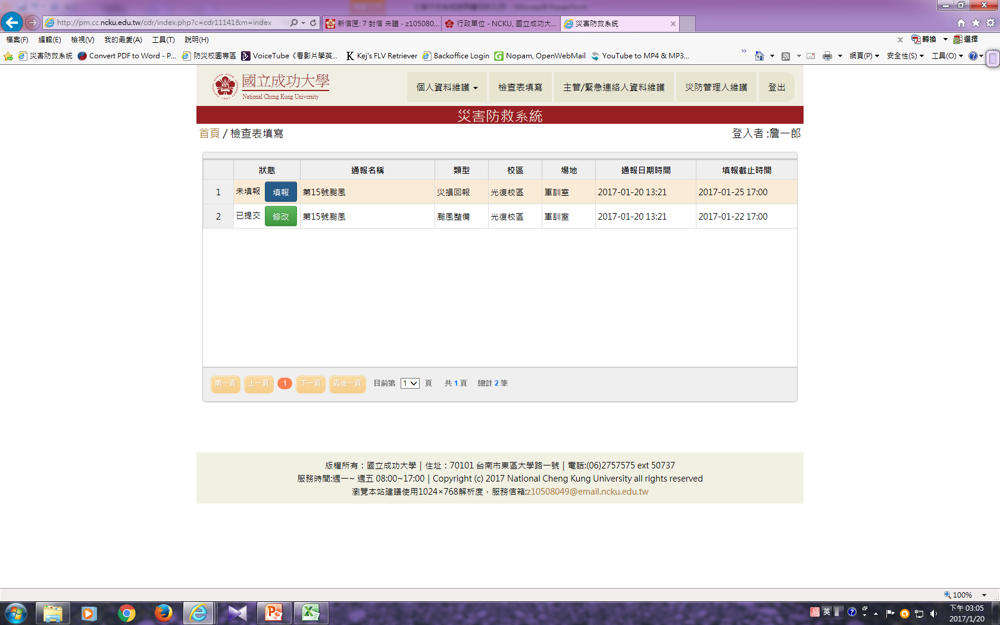 http://pm.cc.ncku.edu.tw/cdr/index.php?c=cdr11141&m=index
新信匣: 7 封信 未讀 - z105080...
行政單位 - NCKU, 國立成功大...
災害防救系統
檔案(F) 編輯(E) 檢視(V) 我的最愛(A) 工具(T) 說明(H)
轉換 選擇
災害防救系統 Convert PDF to Word - P... 防災校園專區 VoiceTube《看影片學英... Kej's FLV Retriever Backoffice Login Nopam, OpenWebMail YouTube to MP4 & MP3... 網頁(P) 安全性(S) 工具(O)
國立成功大學
National Cheng Kung University
個人資料維護 檢查表填寫 主管/緊急連絡人資料維護 災防管理人維護 登出
災害防救系統
首頁 / 檢查表填寫 登入者 :詹一郎
狀態 通報名稱 類型 校區 場地 通報日期時間 填報截止時間
1 未填報 填報 第15號颱風 災損回報 光復校區 軍訓室 2017-01-20 13:21 2017-01-25 17:00
2 已提交 修改 第15號颱風 颱風整備 光復校區 軍訓室 2017-01-20 13:21 2017-01-22 17:00
第一頁 上一頁 1 下一頁 最後一頁 目前第 1 頁 共 1 頁 總計 2 筆
版權所有：國立成功大學 | 住址：70101 台南市東區大學路一號 | 電話:(06)2757575 ext 50737
服務時間:週一~ 週五 08:00~17:00 | Copyright (c) 2017 National Cheng Kung University all rights reserved
瀏覽本站建議使用1024×768解析度，服務信箱:z10508049@email.ncku.edu.tw
100%
英
下午 03:05
2017/1/20